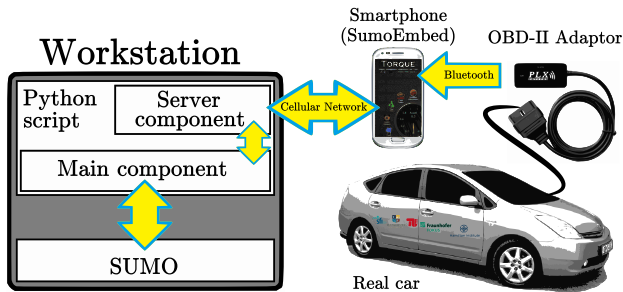 Workstation
Python
script
Server
component
Main component
SUMO
Cellular Network
Smartphone
(SumoEmbed)
TORQUE
Bluetooth
OBD-II Adaptor
PLX
Fraunhofer
Real car